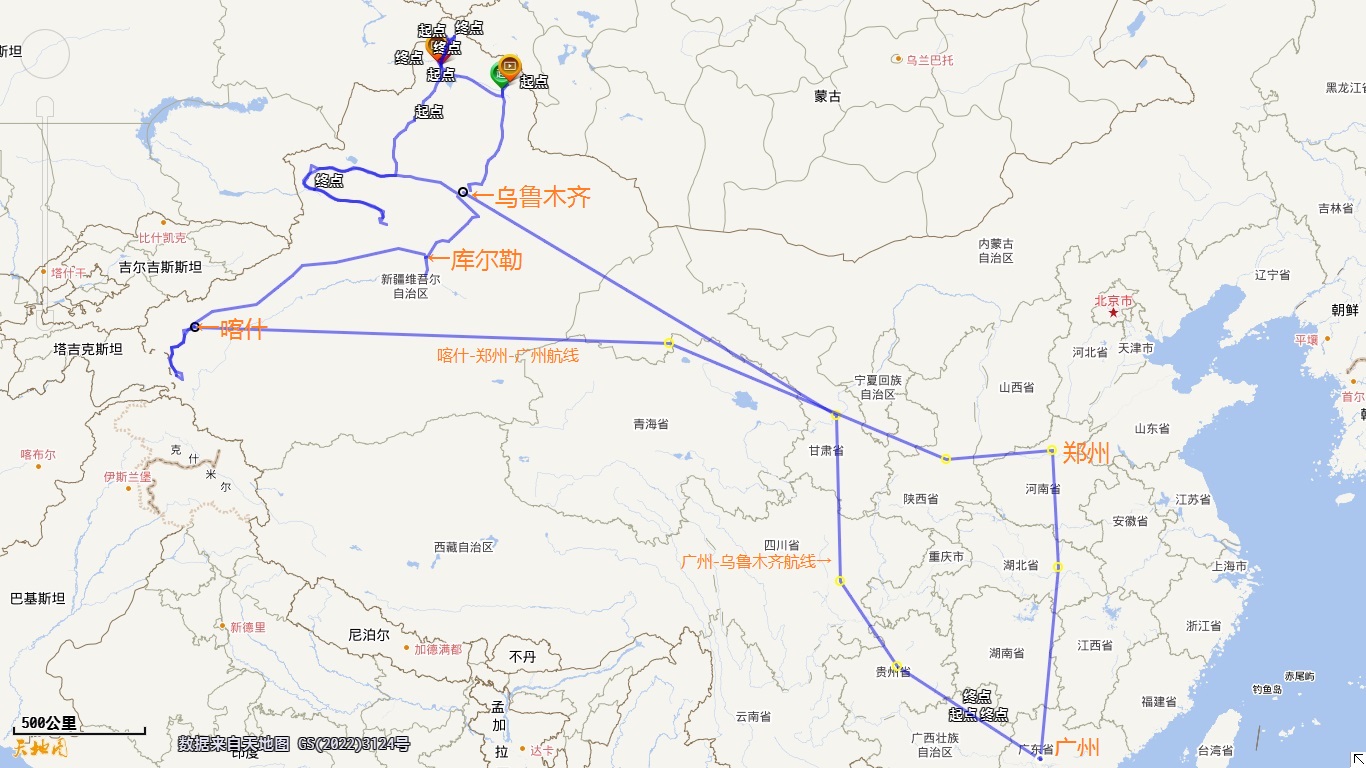 起点
终点
终点
终点
斯坦
乌兰巴托
起点
起点
蒙古
黑龙江省
起点
终点
←乌鲁木齐
吉林省
比什凯克
内蒙古
自治区
←库尔勒
吉尔吉斯斯坦
塔什干
新疆维吾尔
自治区
辽宁省
北京市
朝鲜
←喀什
平壤
塔吉克斯坦
喀什-郑州-广州航线
河北省
天津市
宁夏回族
自治区
山西省
首尔
青海省
山东省
克
什
米
尔
喀布尔
甘肃省
郑州
伊斯兰堡
河南省
陕西省
江苏省
安徽省
西藏自治区
四川省
重庆市
湖北省
广州-乌鲁木齐航线→
上海市
巴基斯坦
新德里
尼泊尔
加德满都
不丹
浙江省
湖南省
江西省
贵州省
赤尾屿
钓鱼岛
终点
福建省
起点
终点
云南省
孟
加
拉
500公里
天地图
数据来自天地图 GS(2022)3124号
印度
达卡
广西壮族
自治区
广东省
广州
台湾省